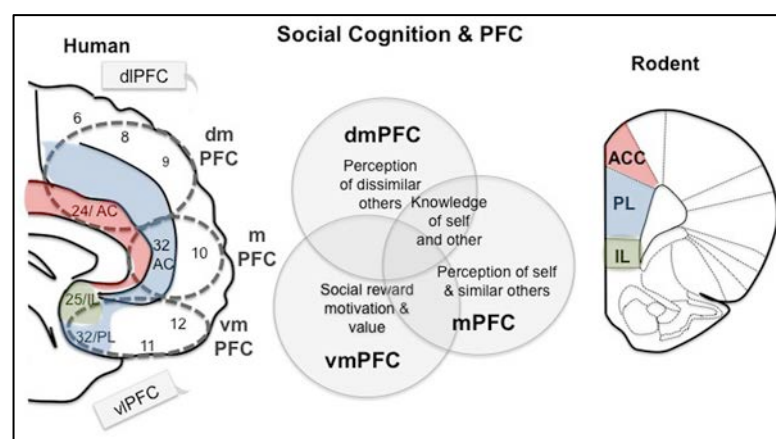 Social Cognition & PFC
Human
dlPFC
6
8
9
dm
PFC
24/ AC
32
AC
10
m
PFC
25/IL
32/PL
11
12
vm
PFC
vlPFC
dmPFC
Perception
of dissimilar
others
Knowledge
of self
and other
Perception of self
& similar others
mPFC
Social reward
motivation &
value
vmPFC
Rodent
ACC
PL
IL